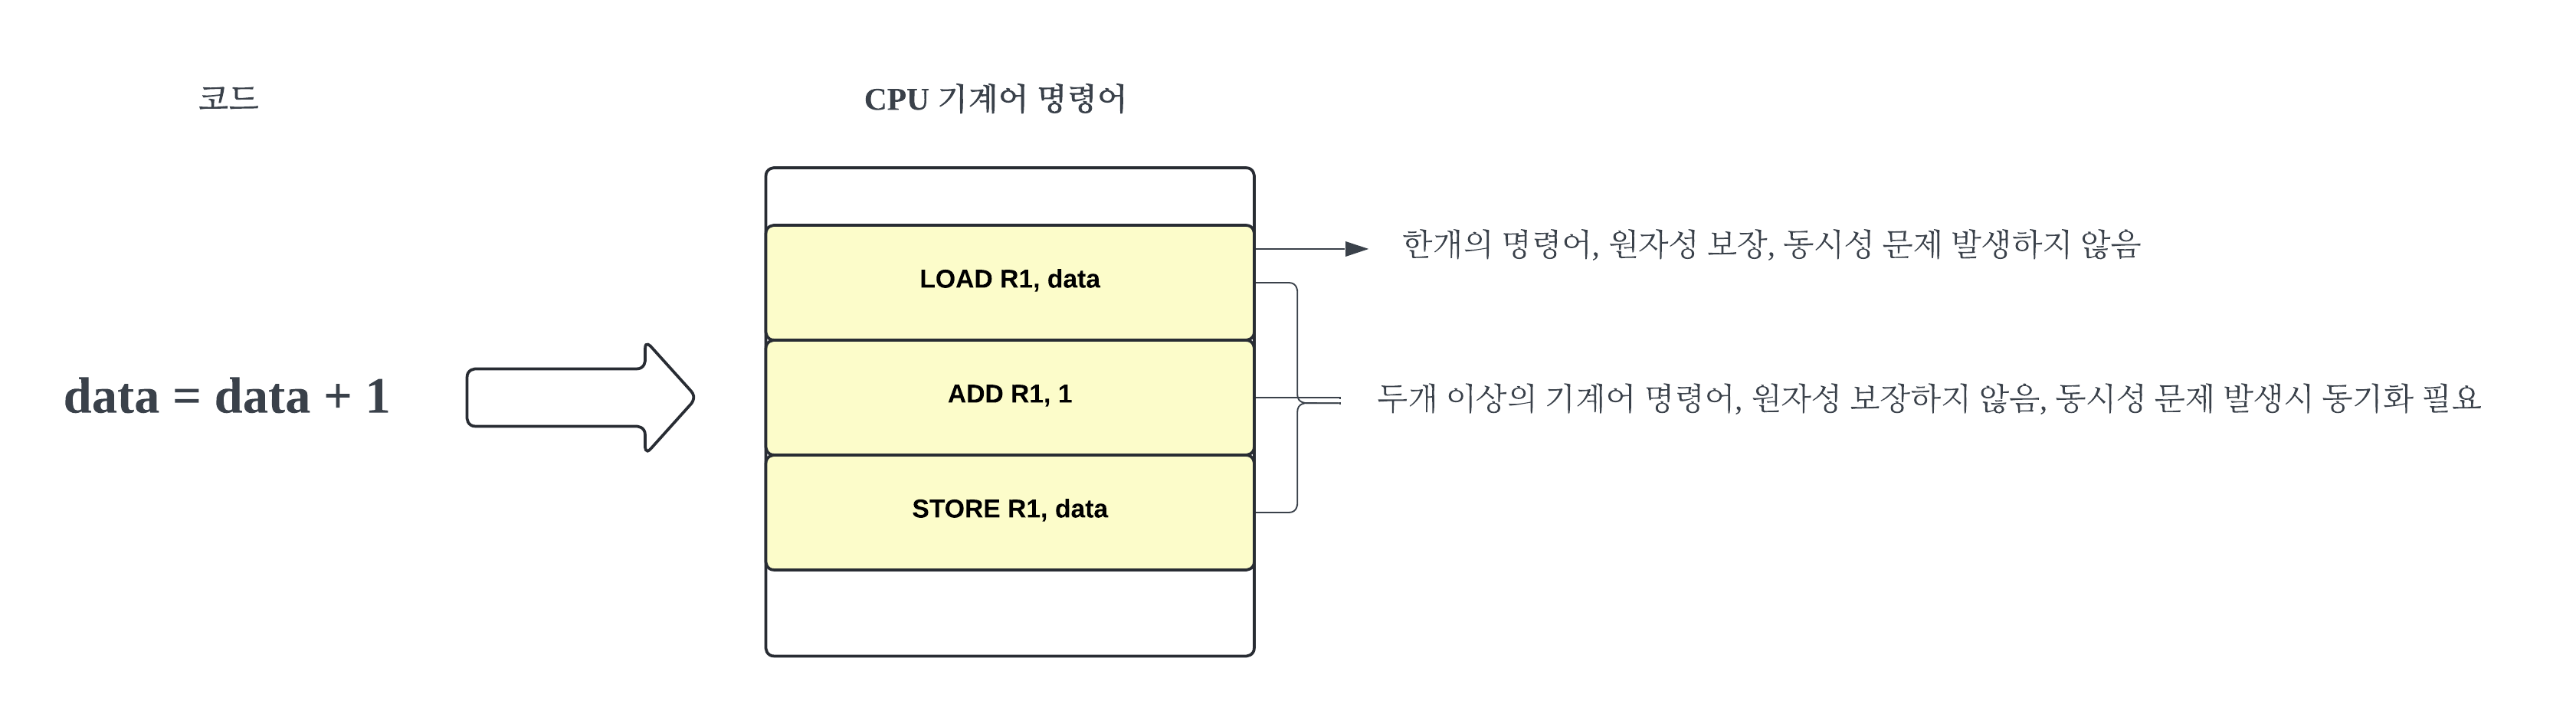 코드
CPU 기계어 명령어
한개의 명령어, 원자성 보장, 동시성 문제 발생하지 않음
LOAD R1, data
data = data + 1
ADD R1, 1
두개 이상의 기계어 명령어, 원자성 보장하지 않음, 동시성 문제 발생시 동기화 필요
STORE R1, data